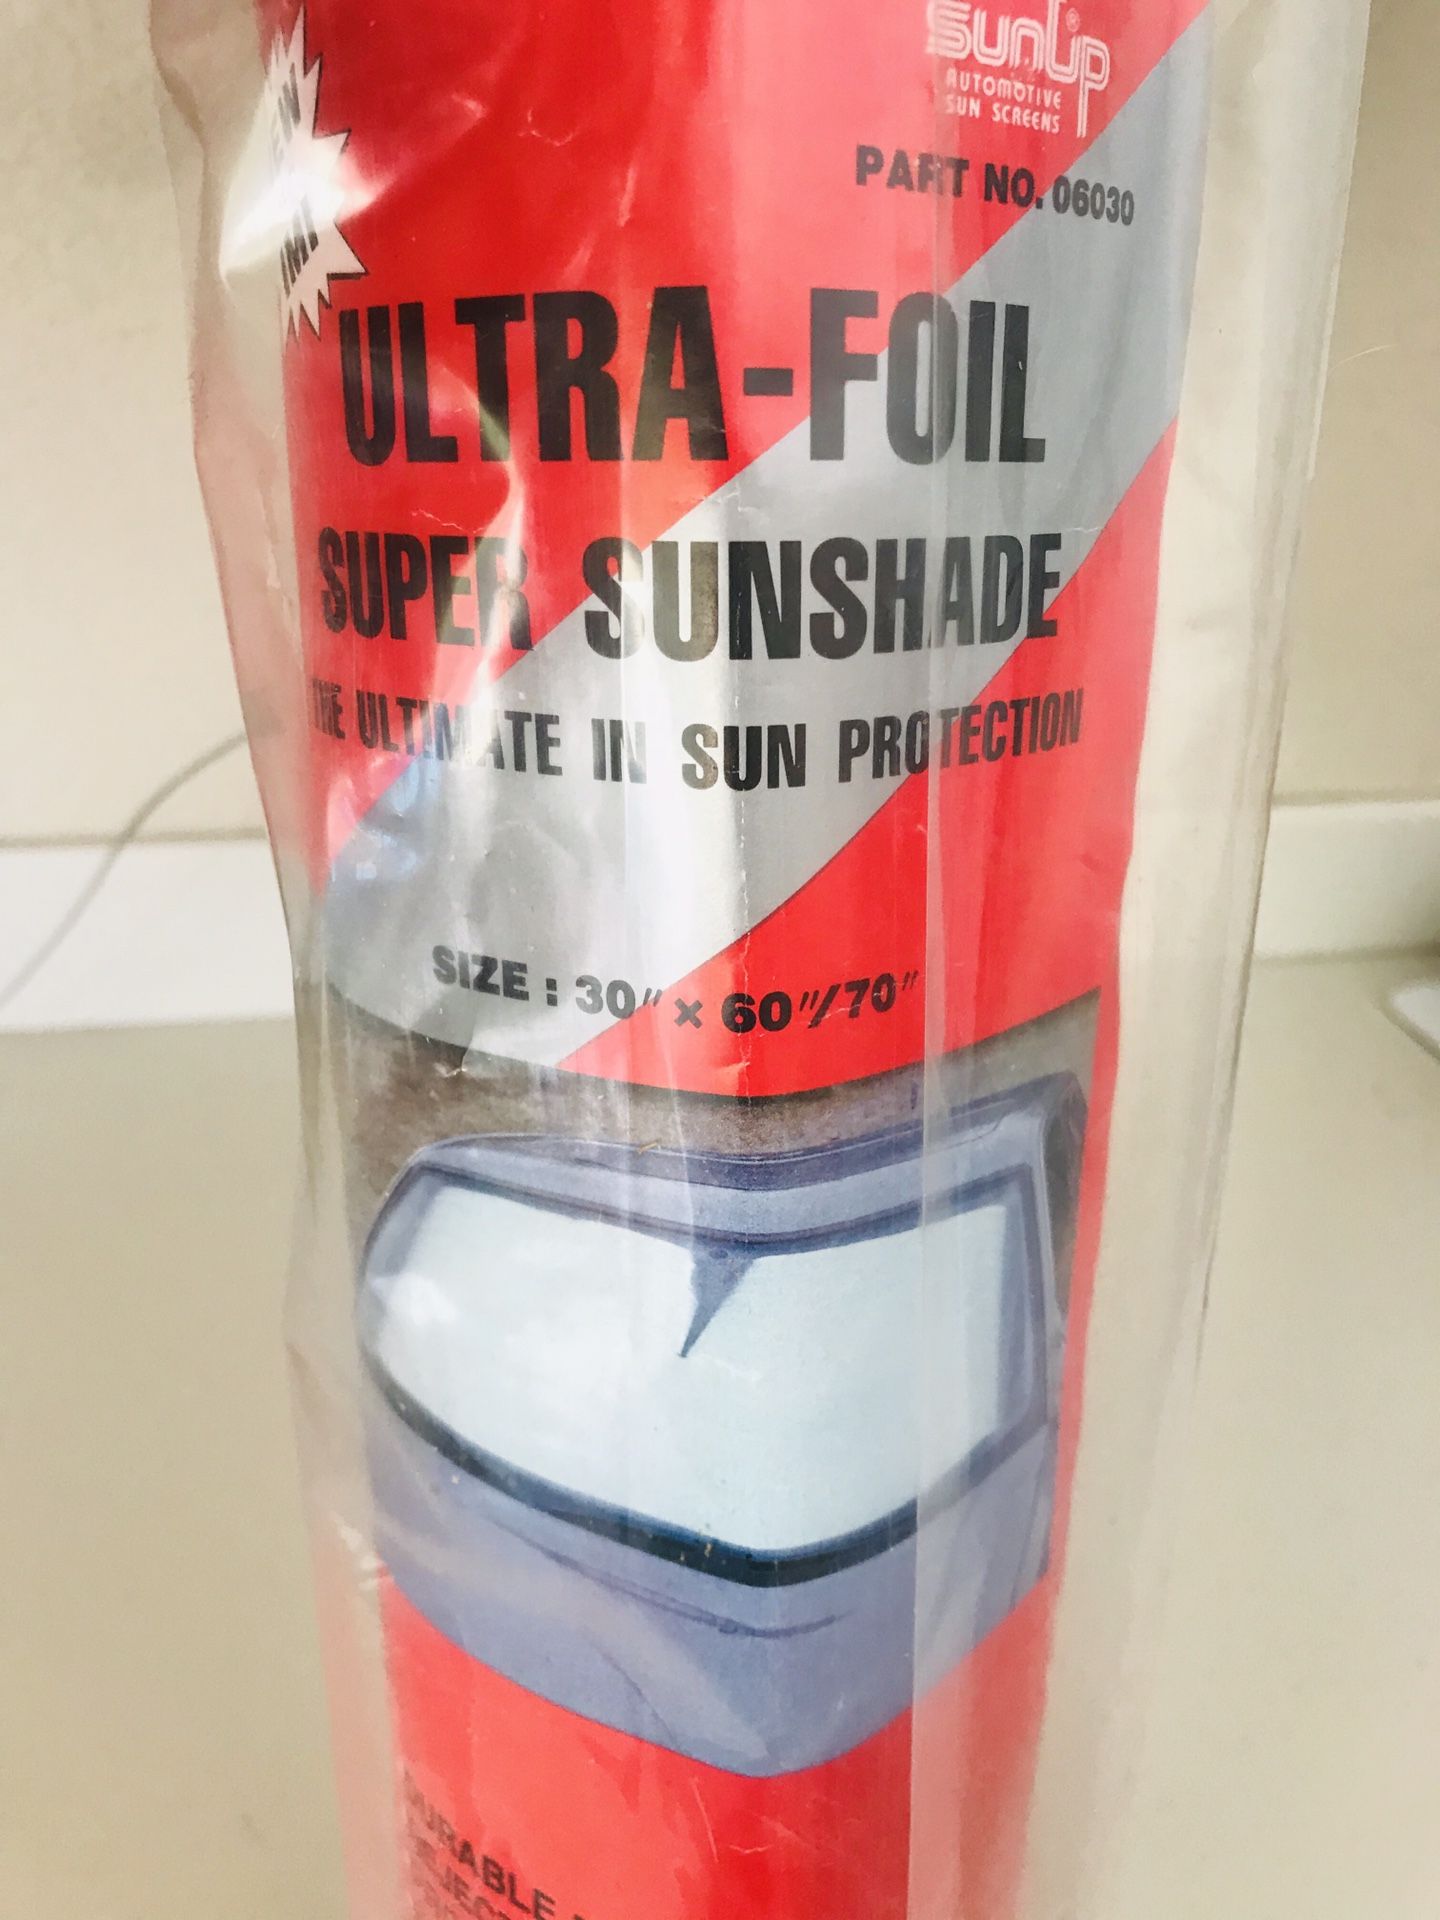 SunUp®
AUTOMOTIVE
SUN SCREENS
PART NO. 06030
ULTRA-FOIL
SUPER SUNSHADE
THE ULTIMATE IN SUN PROTECTION
SIZE : 30" × 60"/70"
DURABLE